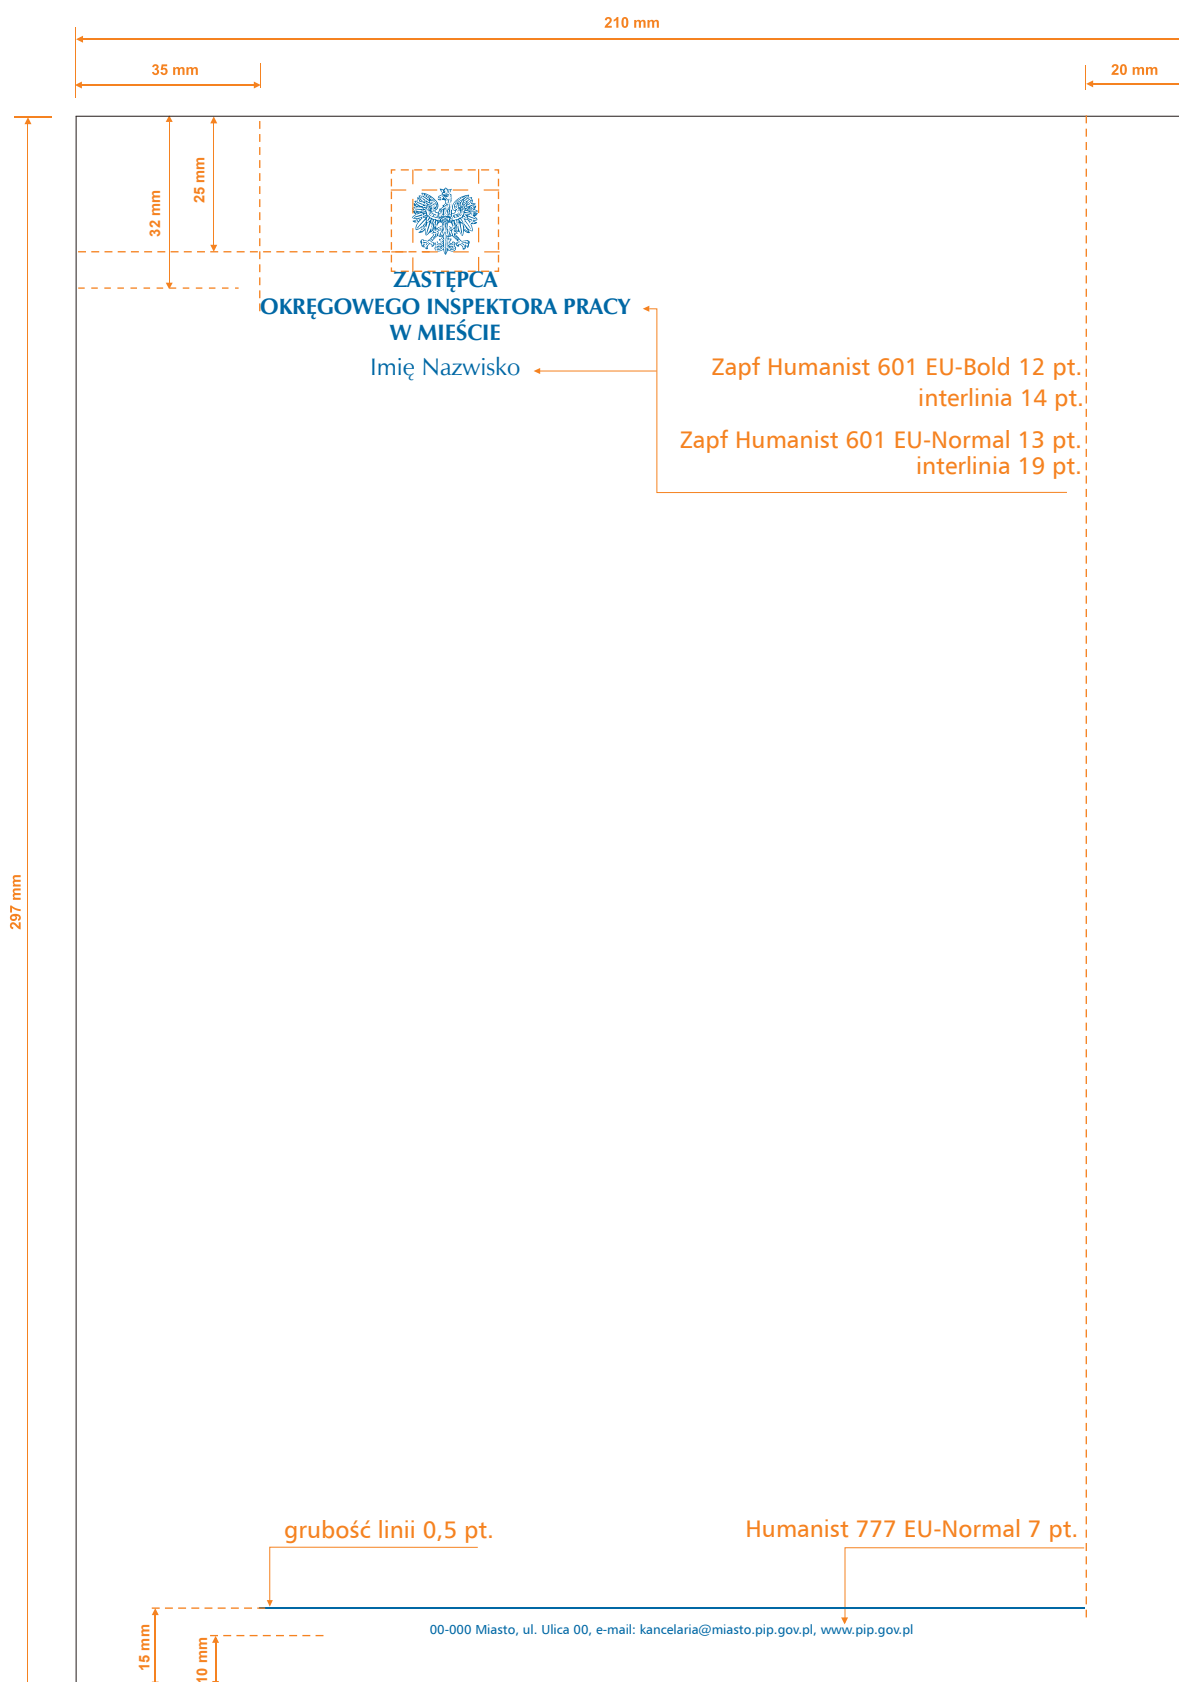 210 mm
35 mm
20 mm
25 mm
32 mm
ZASTĘPCA
OKRĘGOWEGO INSPEKTORA PRACY
W MIEŚCIE
Imię Nazwisko
Zapf Humanist 601 EU-Bold 12 pt.
interlinia 14 pt.
Zapf Humanist 601 EU-Normal 13 pt.
interlinia 19 pt.
297 mm
grubość linii 0,5 pt.
Humanist 777 EU-Normal 7 pt.
00-000 Miasto, ul. Ulica 00, e-mail: kancelaria@miasto.pip.gov.pl, www.pip.gov.pl
15 mm
10 mm